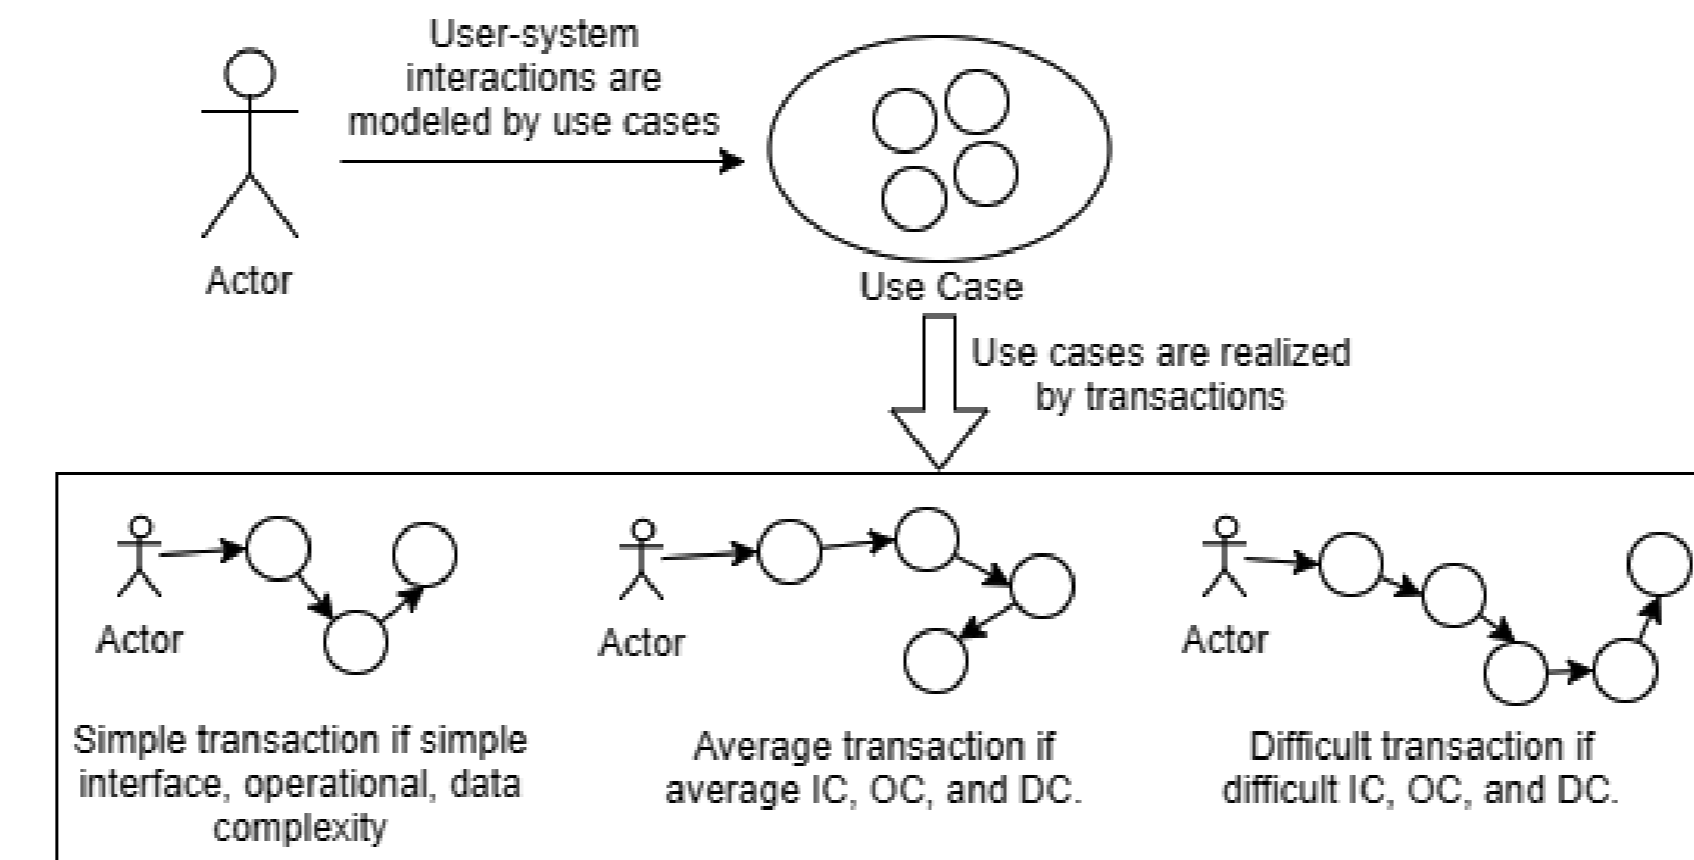 User-system
interactions are
modeled by use cases
Actor
Use Case
Use cases are realized
by transactions
Actor
Actor
Actor
Simple transaction if simple
interface, operational, data
complexity
Average transaction if
average IC, OC, and DC.
Difficult transaction if
difficult IC, OC, and DC.